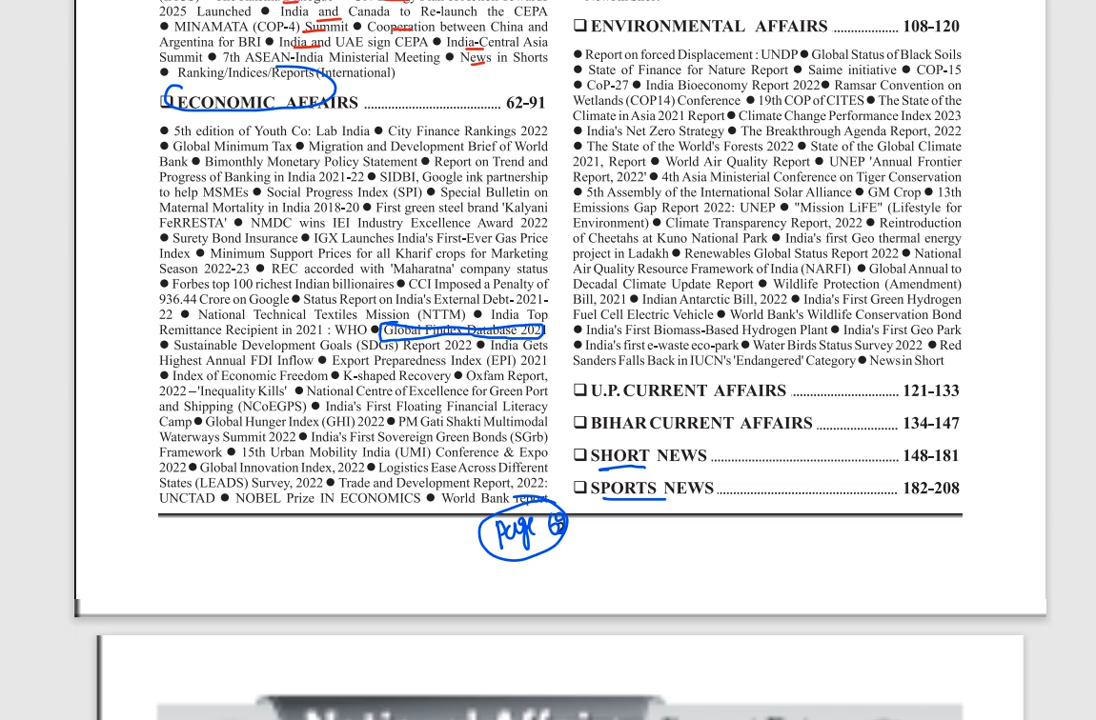 2025 Launched ● India and Canada to Re-launch the CEPA
● MINAMATA (COP-4) Summit ● Cooperation between China and
Argentina for BRI ● India and UAE sign CEPA ● India-Central Asia
Summit ● 7th ASEAN-India Ministerial Meeting ● News in Shorts
● Ranking/Indices/Reports (International)
❑ ECONOMIC AFFAIRS ........................................ 62-91
● 5th edition of Youth Co: Lab India ● City Finance Rankings 2022
● Global Minimum Tax ● Migration and Development Brief of World
Bank ● Bimonthly Monetary Policy Statement ● Report on Trend and
Progress of Banking in India 2021-22 ● SIDBI, Google ink partnership
to help MSMEs ● Social Progress Index (SPI) ● Special Bulletin on
Maternal Mortality in India 2018-20 ● First green steel brand 'Kalyani
FeRRESTA' ● NMDC wins IEI Industry Excellence Award 2022
● Surety Bond Insurance ● IGX Launches India's First-Ever Gas Price
Index ● Minimum Support Prices for all Kharif crops for Marketing
Season 2022-23 ● REC accorded with 'Maharatna' company status
● Forbes top 100 richest Indian billionaires ● CCI Imposed a Penalty of
936.44 Crore on Google ● Status Report on India's External Debt- 2021-
22 ● National Technical Textiles Mission (NTTM) ● India Top
Remittance Recipient in 2021 : WHO ● Global Findex Database 2021
● Sustainable Development Goals (SDGs) Report 2022 ● India Gets
Highest Annual FDI Inflow ● Export Preparedness Index (EPI) 2021
● Index of Economic Freedom ● K-shaped Recovery ● Oxfam Report,
2022 – 'Inequality Kills' ● National Centre of Excellence for Green Port
and Shipping (NCoEGPS) ● India's First Floating Financial Literacy
Camp ● Global Hunger Index (GHI) 2022 ● PM Gati Shakti Multimodal
Waterways Summit 2022 ● India's First Sovereign Green Bonds (SGrb)
Framework ● 15th Urban Mobility India (UMI) Conference & Expo
2022 ● Global Innovation Index, 2022 ● Logistics Ease Across Different
States (LEADS) Survey, 2022 ● Trade and Development Report, 2022:
UNCTAD ● NOBEL Prize IN ECONOMICS ● World Bank report
❑ ENVIRONMENTAL AFFAIRS ........................... 108-120
● Report on forced Displacement : UNDP ● Global Status of Black Soils
● State of Finance for Nature Report ● Saime initiative ● COP-15
● CoP-27 ● India Bioeconomy Report 2022 ● Ramsar Convention on
Wetlands (COP14) Conference ● 19th COP of CITES ● The State of the
Climate in Asia 2021 Report ● Climate Change Performance Index 2023
● India's Net Zero Strategy ● The Breakthrough Agenda Report, 2022
● The State of the World's Forests 2022 ● State of the Global Climate
2021, Report ● World Air Quality Report ● UNEP 'Annual Frontier
Report, 2022' ● 4th Asia Ministerial Conference on Tiger Conservation
● 5th Assembly of the International Solar Alliance ● GM Crop ● 13th
Emissions Gap Report 2022: UNEP ● "Mission LiFE" (Lifestyle for
Environment) ● Climate Transparency Report, 2022 ● Reintroduction
of Cheetahs at Kuno National Park ● India's first Geo thermal energy
project in Ladakh ● Renewables Global Status Report 2022 ● National
Air Quality Resource Framework of India (NARFI) ● Global Annual to
Decadal Climate Update Report ● Wildlife Protection (Amendment)
Bill, 2021 ● Indian Antarctic Bill, 2022 ● India's First Green Hydrogen
Fuel Cell Electric Vehicle ● World Bank's Wildlife Conservation Bond
● India's First Biomass-Based Hydrogen Plant ● India's First Geo Park
● India's first e-waste eco-park ● Water Birds Status Survey 2022 ● Red
Sanders Falls Back in IUCN's 'Endangered' Category ● News in Short
❑ U.P. CURRENT AFFAIRS ............................... 121-133
❑ BIHAR CURRENT AFFAIRS ....................... 134-147
❑ SHORT NEWS ...................................................... 148-181
❑ SPORTS NEWS .................................................... 182-208
Page